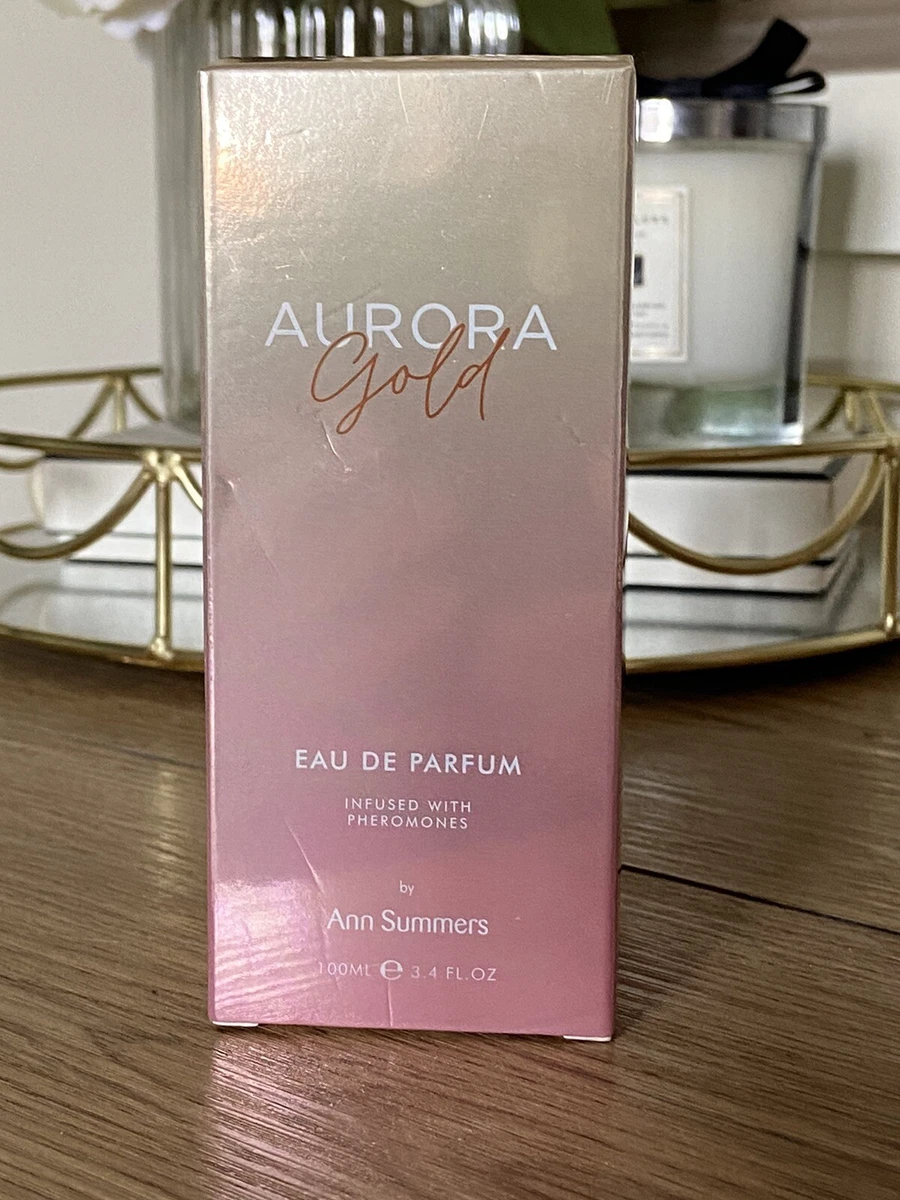 AURORA
Gold
EAU DE PARFUM
INFUSED WITH
PHEROMONES
by
Ann Summers
100ML ℮ 3.4 FL.OZ